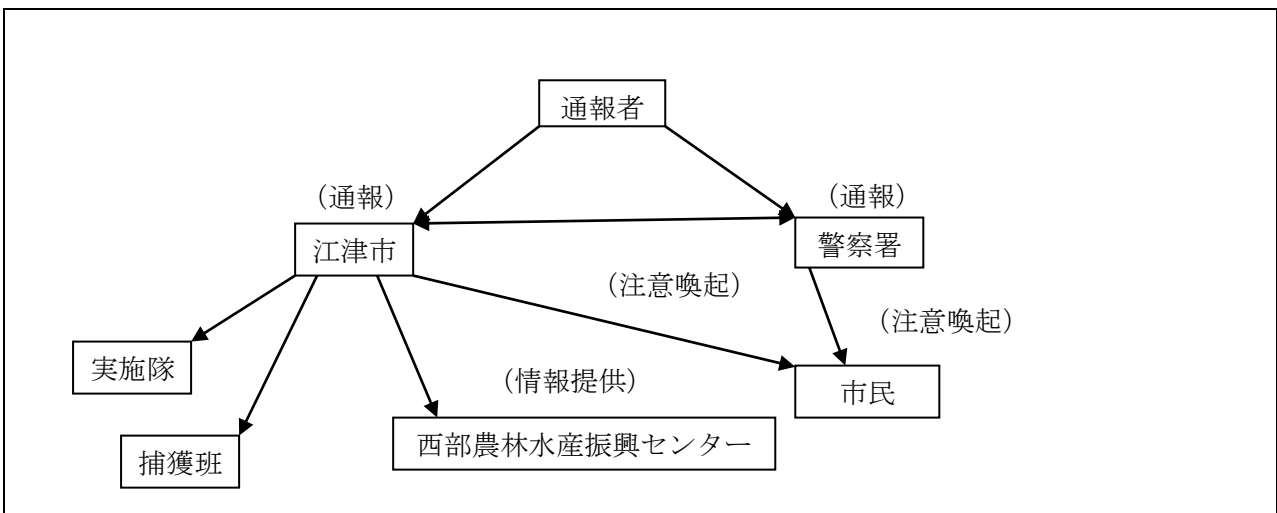 通報者
（通報）
（通報）
江津市
警察署
（注意喚起）
（注意喚起）
実施隊
（情報提供）
市民
西部農林水産振興センター
捕獲班